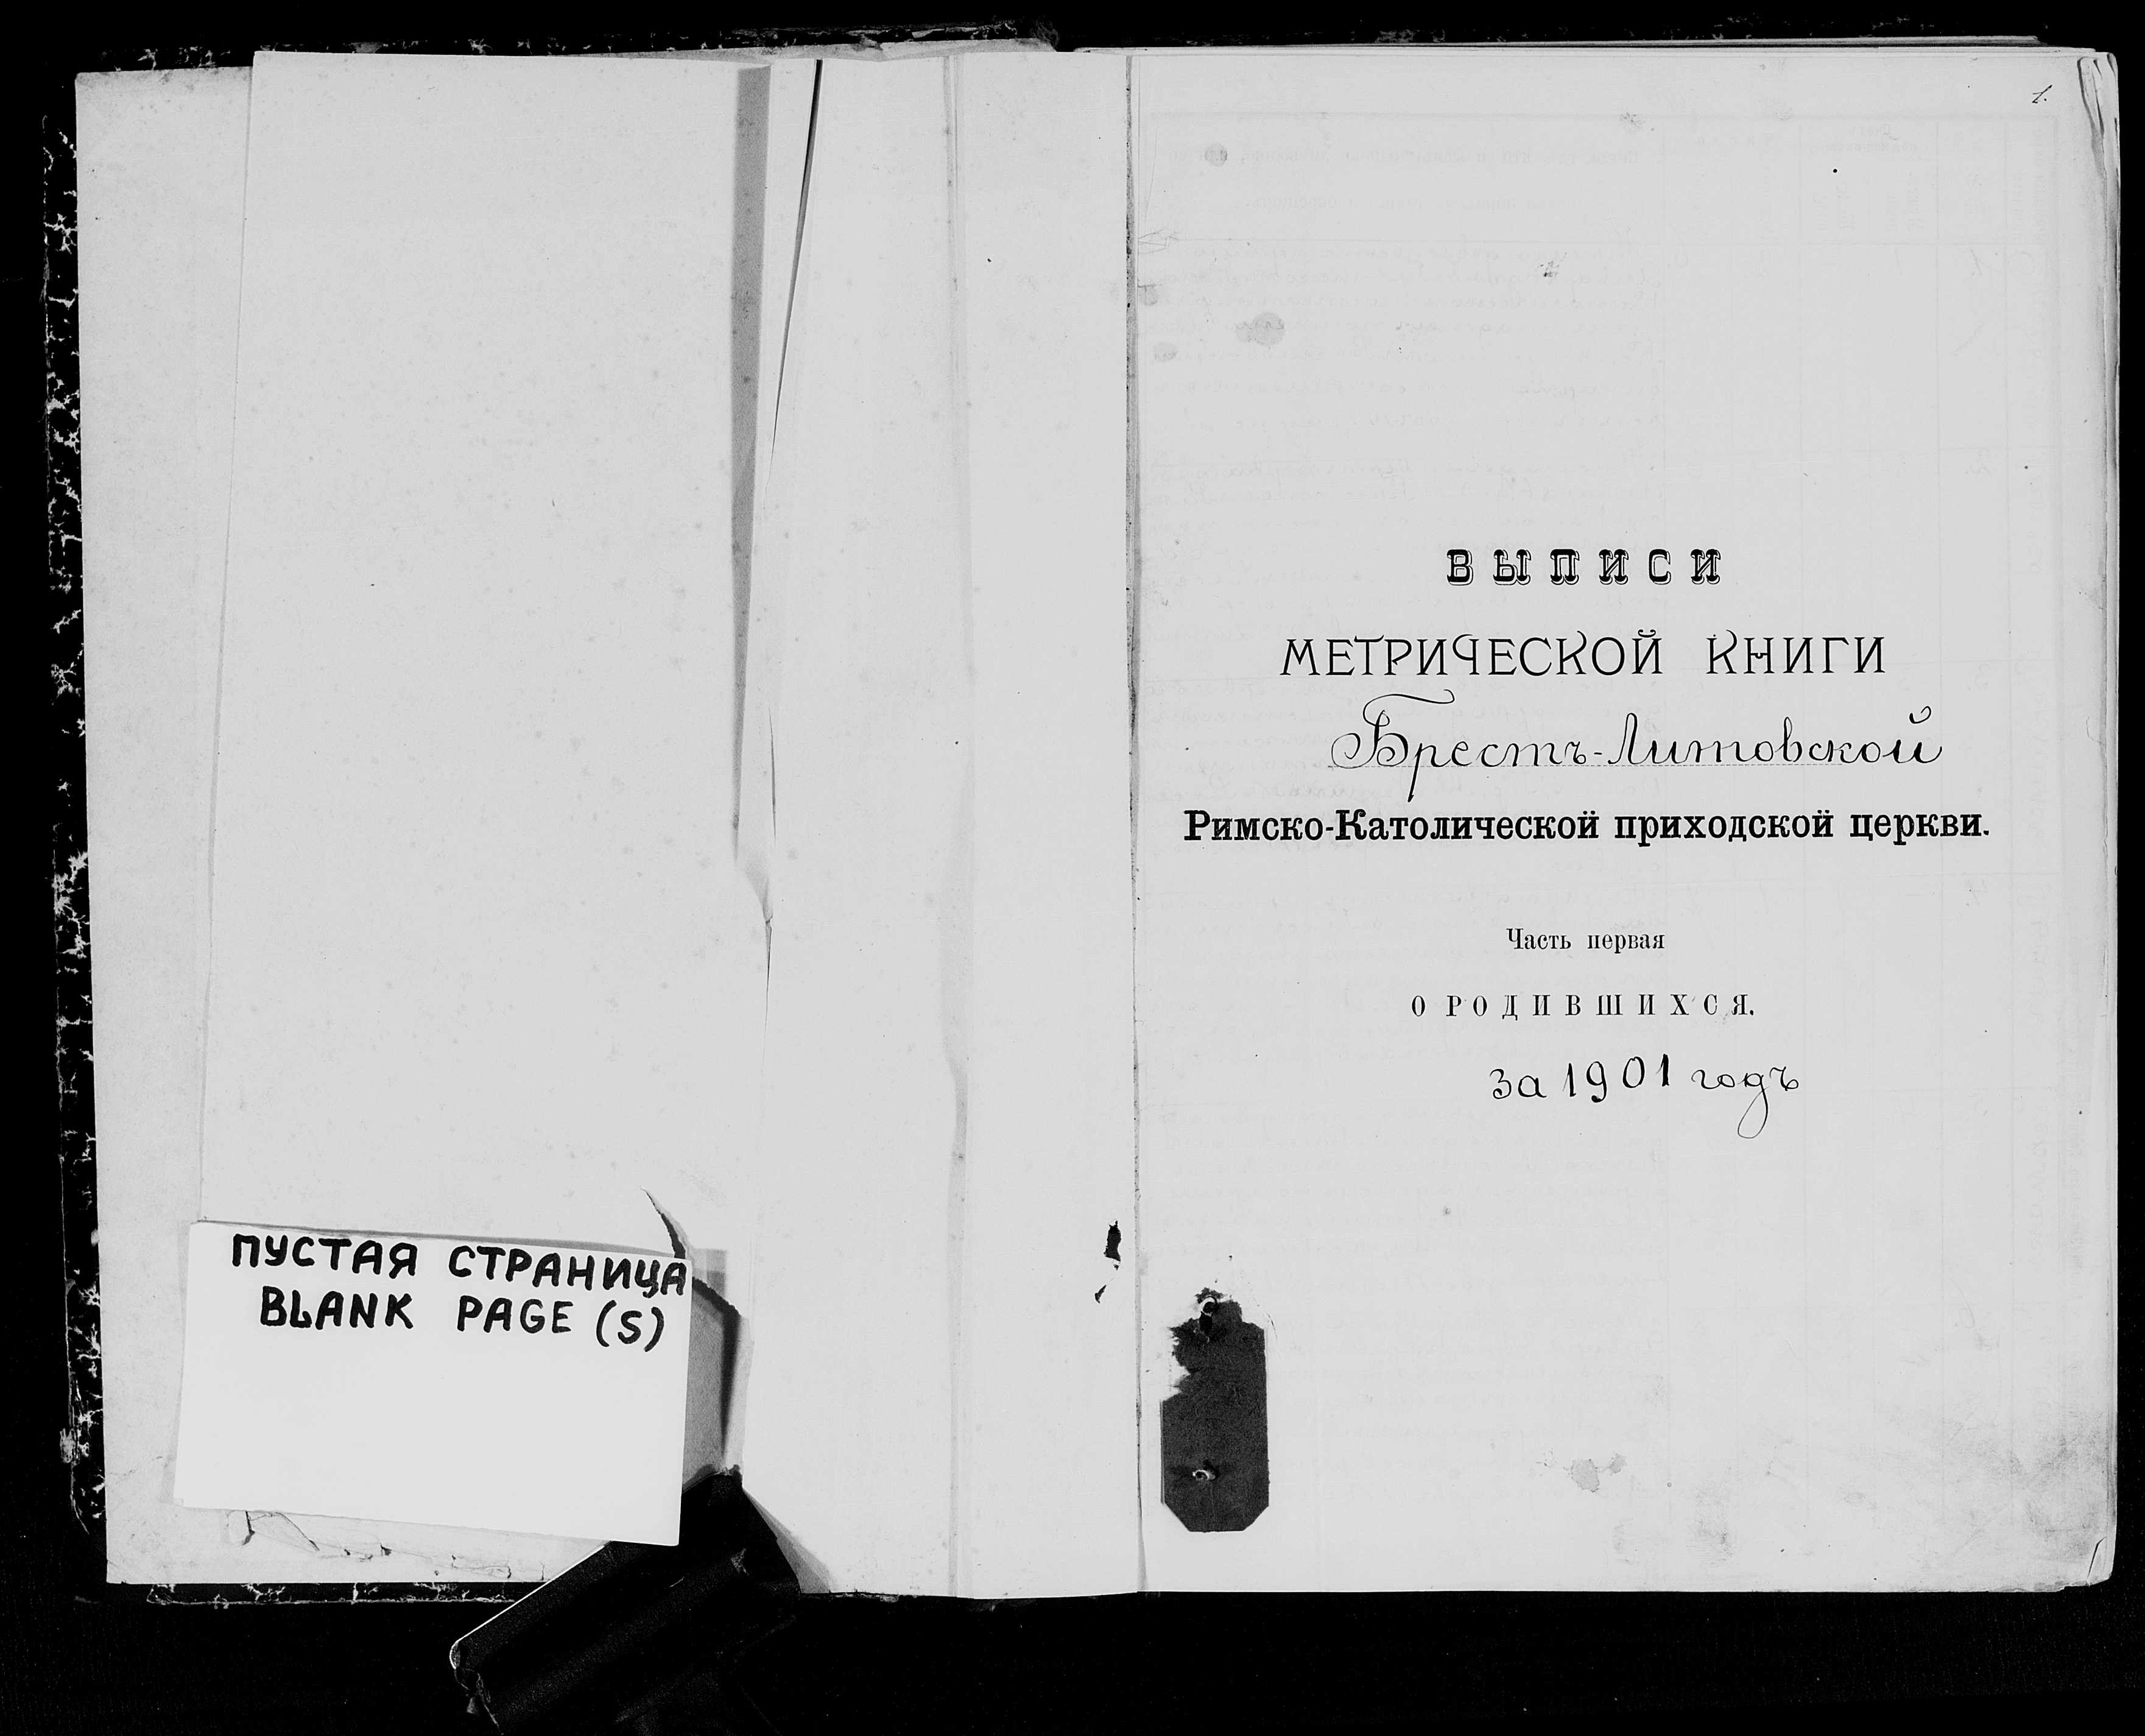 1.
ВЫПИСИ
МЕТРИЧЕСКОЙ КНИГИ
Брестъ-Литовской
Римско-Католической приходской церкви.
Часть первая
О РОДИВШИХСЯ.
за 1901 годъ
ПУСТАЯ СТРАНИЦА
BLANK PAGE (S)